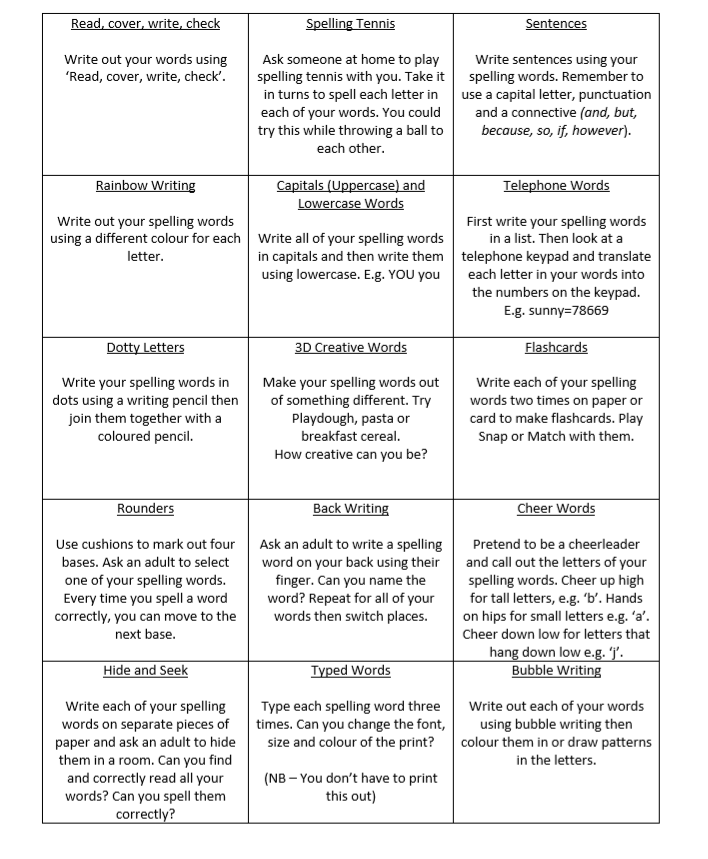 Read, cover, write, check
Write out your words using
‘Read, cover, write, check’.
Spelling Tennis
Ask someone at home to play
spelling tennis with you. Take it
in turns to spell each letter in
each of your words. You could
try this while throwing a ball to
each other.
Sentences
Write sentences using your
spelling words. Remember to
use a capital letter, punctuation
and a connective (and, but,
because, so, if, however).
Rainbow Writing
Write out your spelling words
using a different colour for each
letter.
Capitals (Uppercase) and
Lowercase Words
Write all of your spelling words
in capitals and then write them
using lowercase. E.g. YOU you
Telephone Words
First write your spelling words
in a list. Then look at a
telephone keypad and translate
each letter in your words into
the numbers on the keypad.
E.g. sunny=78669
Dotty Letters
Write your spelling words in
dots using a writing pencil then
join them together with a
coloured pencil.
3D Creative Words
Make your spelling words out
of something different. Try
Playdough, pasta or
breakfast cereal.
How creative can you be?
Flashcards
Write each of your spelling
words two times on paper or
card to make flashcards. Play
Snap or Match with them.
Rounders
Use cushions to mark out four
bases. Ask an adult to select
one of your spelling words.
Every time you spell a word
correctly, you can move to the
next base.
Back Writing
Ask an adult to write a spelling
word on your back using their
finger. Can you name the
word? Repeat for all of your
words then switch places.
Cheer Words
Pretend to be a cheerleader
and call out the letters of your
spelling words. Cheer up high
for tall letters, e.g. ‘b’. Hands
on hips for small letters e.g. ‘a’.
Cheer down low for letters that
hang down low e.g. ‘j’.
Hide and Seek
Write each of your spelling
words on separate pieces of
paper and ask an adult to hide
them in a room. Can you find
and correctly read all your
words? Can you spell them
correctly?
Typed Words
Type each spelling word three
times. Can you change the font,
size and colour of the print?
(NB – You don’t have to print
this out)
Bubble Writing
Write out each of your words
using bubble writing then
colour them in or draw patterns
in the letters.